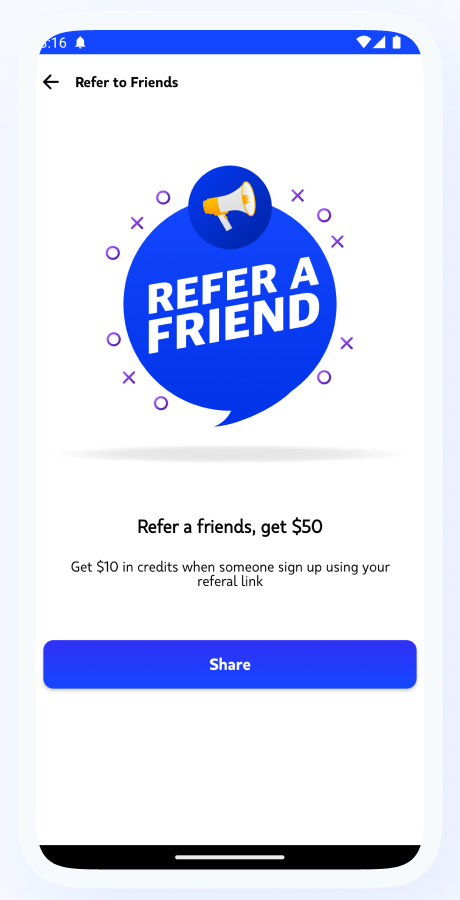 :16
Refer to Friends
REFER A
FRIEND
Refer a friends, get $50
Get $10 in credits when someone sign up using your
referal link
Share